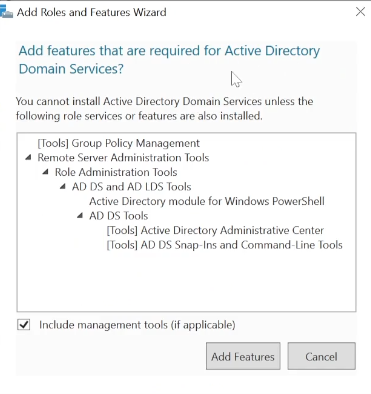 Add Roles and Features Wizard
Add features that are required for Active Directory
Domain Services?
You cannot install Active Directory Domain Services unless the
following role services or features are also installed.
[Tools] Group Policy Management
Remote Server Administration Tools
Role Administration Tools
AD DS and AD LDS Tools
Active Directory module for Windows PowerShell
AD DS Tools
[Tools] Active Directory Administrative Center
[Tools] AD DS Snap-Ins and Command-Line Tools
Include management tools (if applicable)
Add Features Cancel